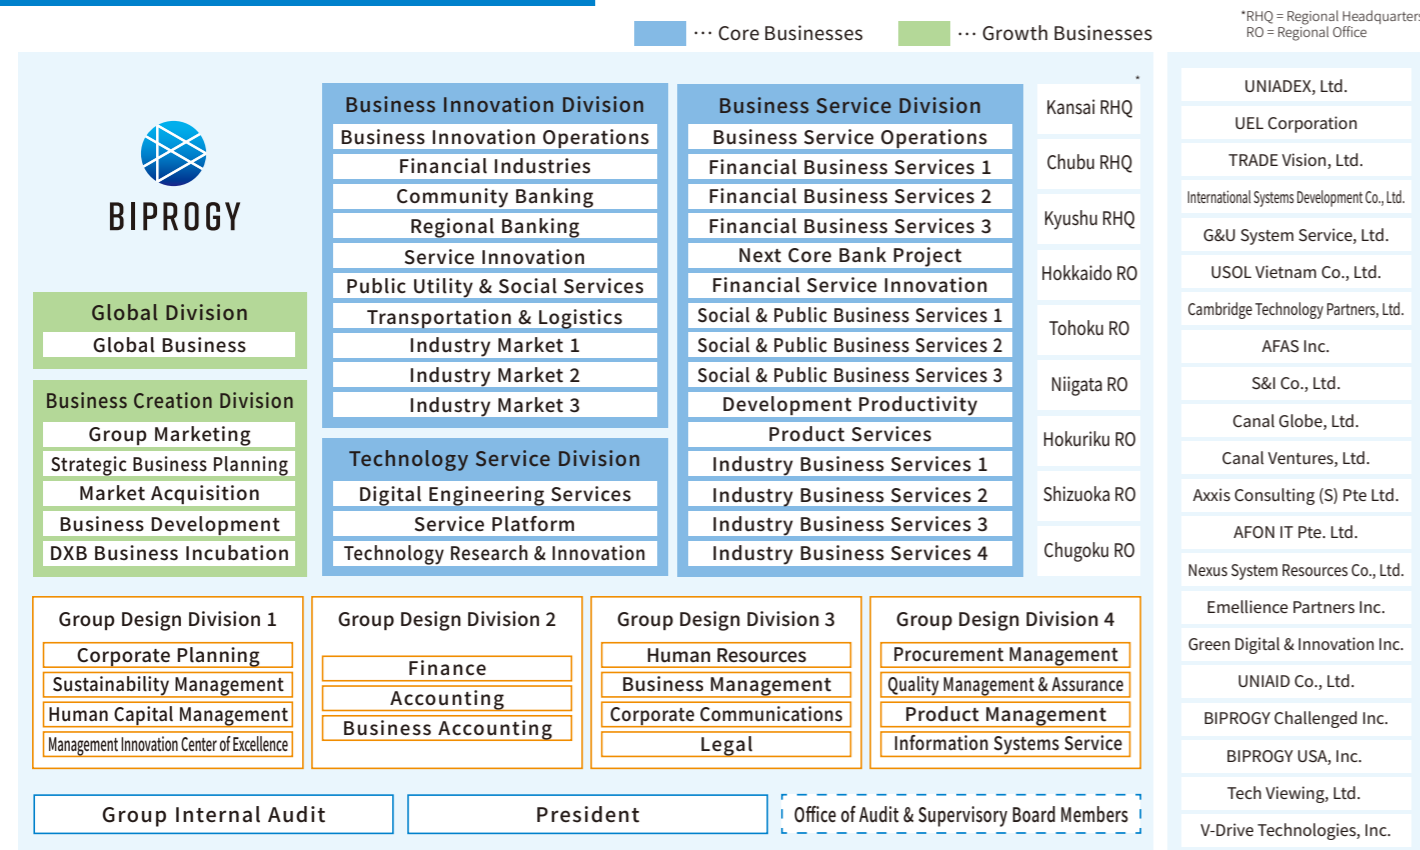 … Core Businesses
… Growth Businesses
*RHQ = Regional Headquarters
RO = Regional Office
BIPROGY
Global Division
Global Business
Business Creation Division
Group Marketing
Strategic Business Planning
Market Acquisition
Business Development
DXB Business Incubation
Business Innovation Division
Business Innovation Operations
Financial Industries
Community Banking
Regional Banking
Service Innovation
Public Utility & Social Services
Transportation & Logistics
Industry Market 1
Industry Market 2
Industry Market 3
Technology Service Division
Digital Engineering Services
Service Platform
Technology Research & Innovation
Business Service Division
Business Service Operations
Financial Business Services 1
Financial Business Services 2
Financial Business Services 3
Next Core Bank Project
Financial Service Innovation
Social & Public Business Services 1
Social & Public Business Services 2
Social & Public Business Services 3
Development Productivity
Product Services
Industry Business Services 1
Industry Business Services 2
Industry Business Services 3
Industry Business Services 4
*
Kansai RHQ
Chubu RHQ
Kyushu RHQ
Hokkaido RO
Tohoku RO
Niigata RO
Hokuriku RO
Shizuoka RO
Chugoku RO
Group Design Division 1
Corporate Planning
Sustainability Management
Human Capital Management
Management Innovation Center of Excellence
Group Design Division 2
Finance
Accounting
Business Accounting
Group Design Division 3
Human Resources
Business Management
Corporate Communications
Legal
Group Design Division 4
Procurement Management
Quality Management & Assurance
Product Management
Information Systems Service
Group Internal Audit
President
Office of Audit & Supervisory Board Members
UNIADEX, Ltd.
UEL Corporation
TRADE Vision, Ltd.
International Systems Development Co., Ltd.
G&U System Service, Ltd.
USOL Vietnam Co., Ltd.
Cambridge Technology Partners, Ltd.
AFAS Inc.
S&I Co., Ltd.
Canal Globe, Ltd.
Canal Ventures, Ltd.
Axxis Consulting (S) Pte Ltd.
AFON IT Pte. Ltd.
Nexus System Resources Co., Ltd.
Emellience Partners Inc.
Green Digital & Innovation Inc.
UNIAID Co., Ltd.
BIPROGY Challenged Inc.
BIPROGY USA, Inc.
Tech Viewing, Ltd.
V-Drive Technologies, Inc.